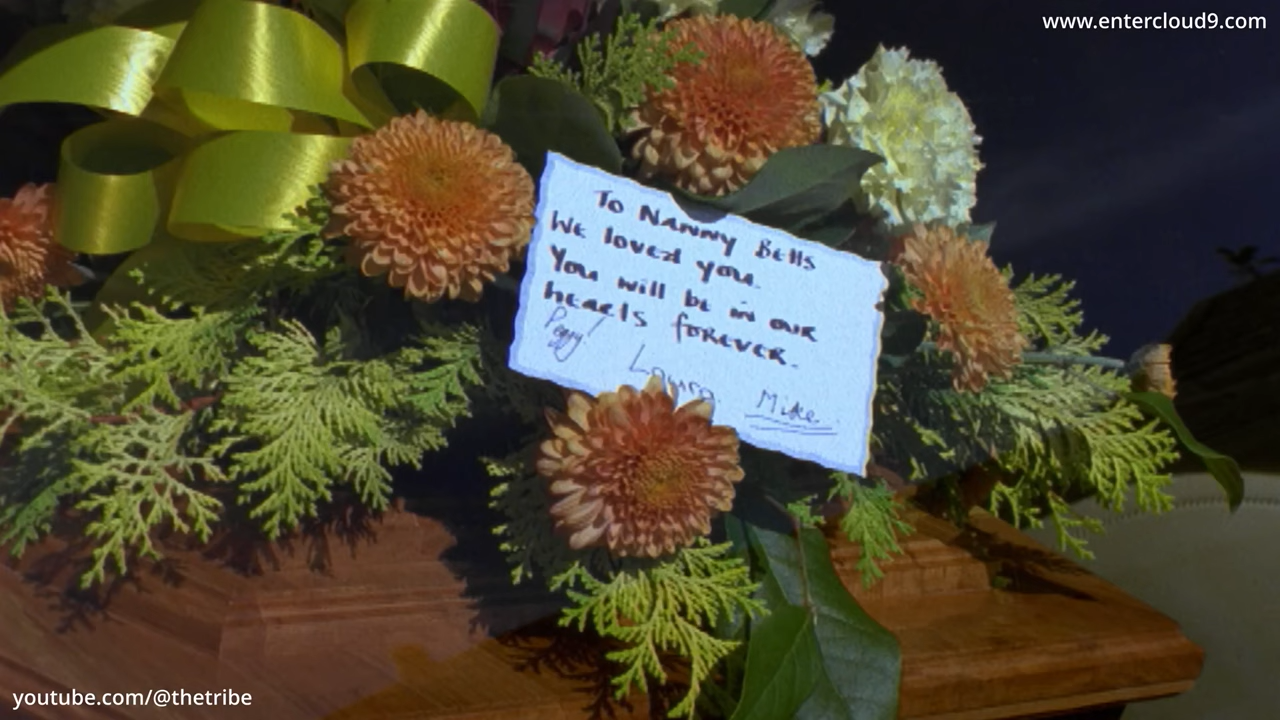 www.entercloud9.com
To Nanny Bells
We loved you.
You will be in our
hearts forever.
Peggy!
Laura
Mike
youtube.com/@thetribe